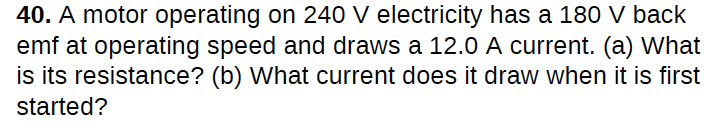 40. A motor operating on 240 V electricity has a 180 V back
emf at operating speed and draws a 12.0 A current. (a) What
is its resistance? (b) What current does it draw when it is first
started?